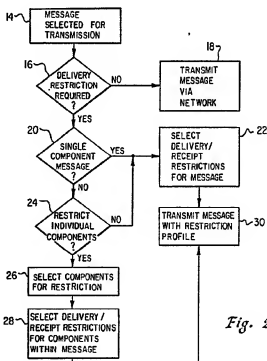 14
MESSAGE
SELECTED FOR
TRANSMISSION
16
DELIVERY
RESTRICTION
REQUIRED
?
NO
18
TRANSMIT
MESSAGE
VIA
NETWORK
YES
20
SINGLE
COMPONENT
MESSAGE
?
YES
22
SELECT
DELIVERY/
RECEIPT
RESTRICTIONS
FOR MESSAGE
NO
24
RESTRICT
INDIVIDUAL
COMPONENTS
?
NO
30
TRANSMIT MESSAGE
WITH RESTRICTION
PROFILE
YES
26
SELECT COMPONENTS
FOR RESTRICTION
28
SELECT DELIVERY/
RECEIPT RESTRICTIONS
FOR COMPONENTS
WITHIN MESSAGE
Fig.